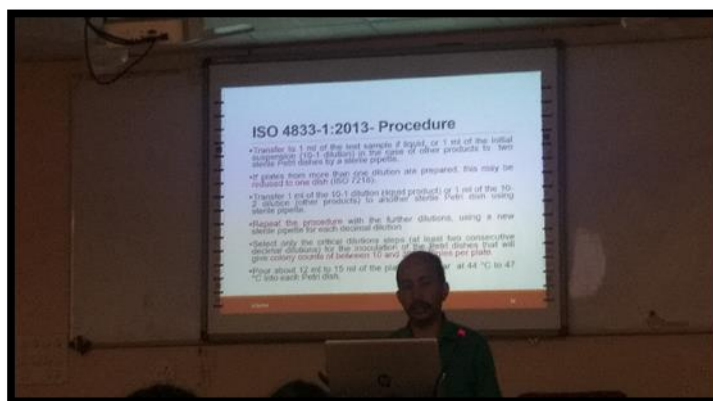 ISO 4833-1:2013- Procedure
•Transfer to 1 ml of the test sample if liquid, or 1 ml of the initial
suspension (10-1 dilution) in the case of other products to two
sterile Petri dishes by a sterile pipette.
•If plates from more than one dilution are prepared, this may be
reduced to one dish (ISO 7218).
•Transfer 1 ml of the 10-1 dilution (liquid product) or 1 ml of the 10-
2 dilution (other products) to another sterile Petri dish using
sterile pipette.
•Repeat the procedure with the further dilutions, using a new
sterile pipette for each decimal dilution
•Select only the critical dilutions steps (at least two consecutive
decimal dilutions) for the inoculation of the Petri dishes that will
give colony counts of between 10 and per plate.
•Pour about 12 ml to 15 ml of the at 44 °C to 47
°C into each Petri dish.
hp